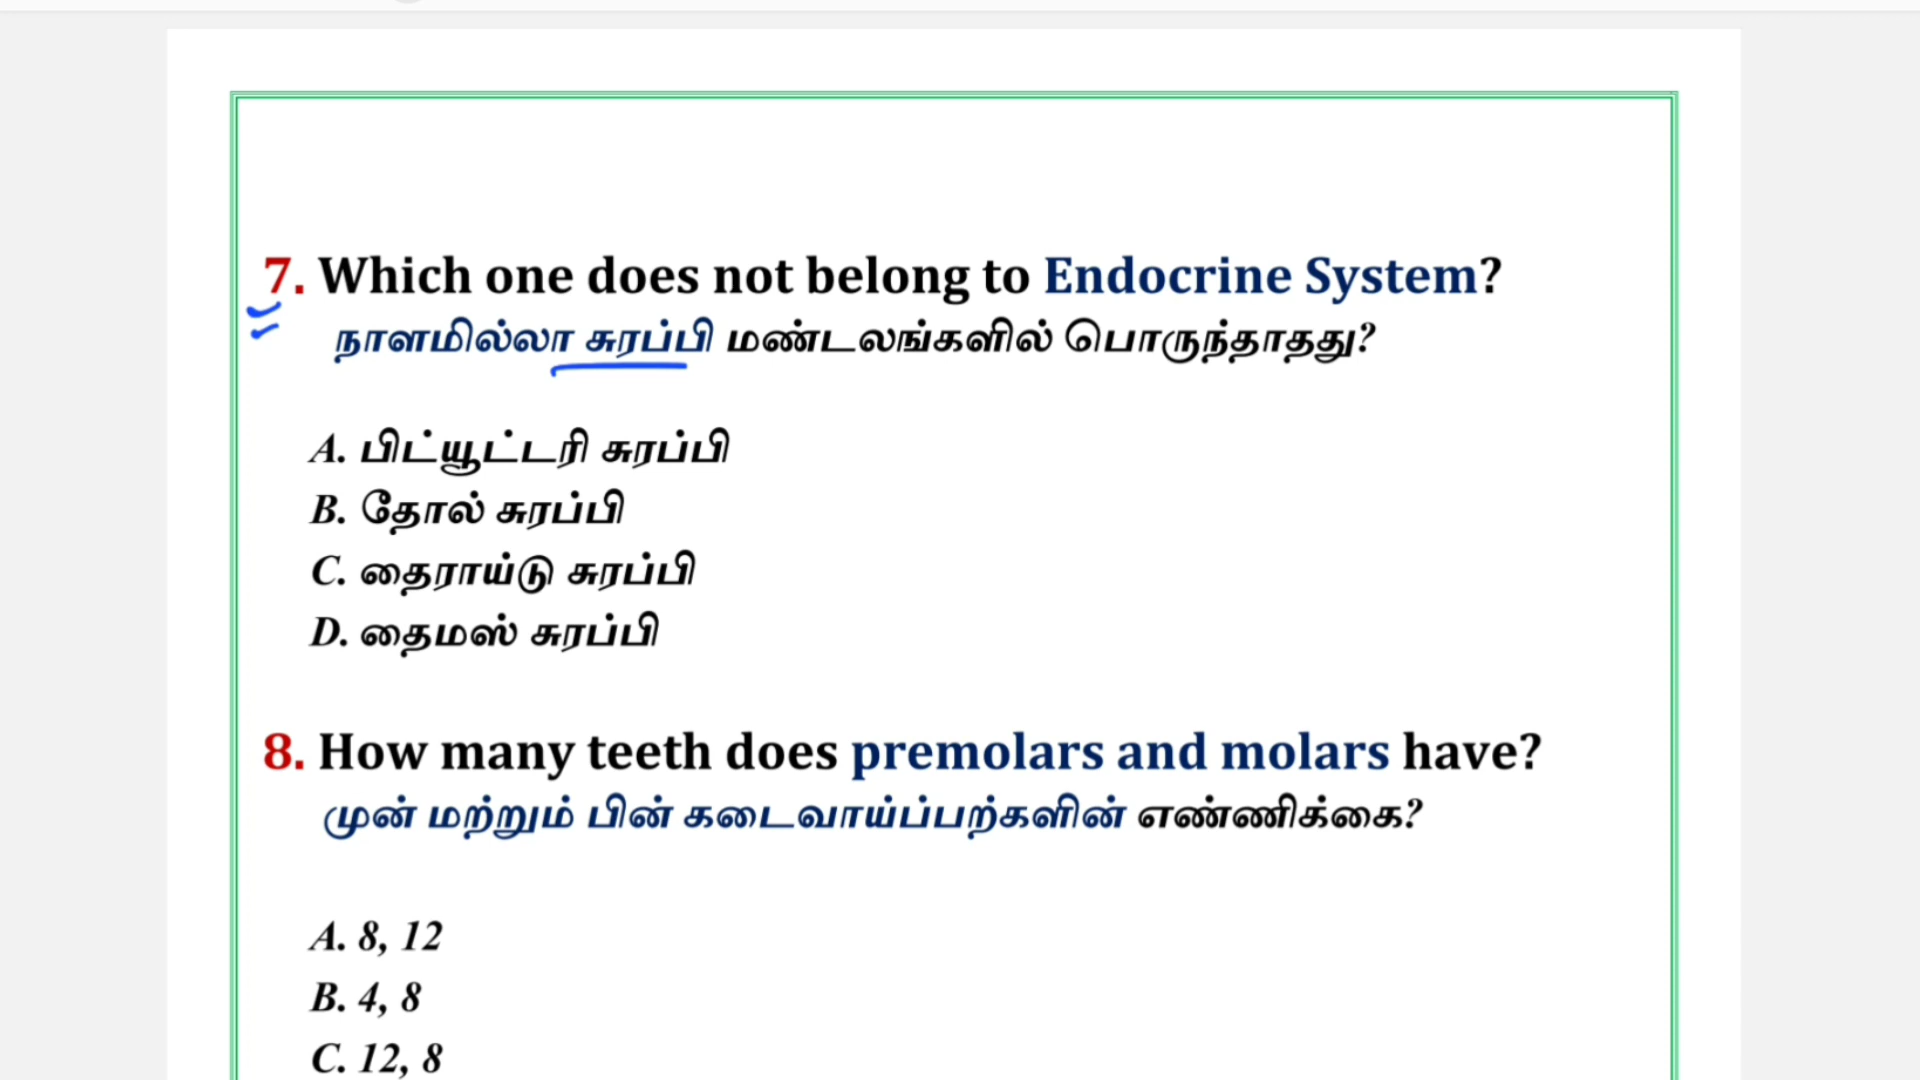 7. Which one does not belong to Endocrine System?
நாளமில்லா சுரப்பி மண்டலங்களில் பொருந்தாதது?
A. பிட்யூட்டரி சுரப்பி
B. தோல் சுரப்பி
C. தைராய்டு சுரப்பி
D. தைமஸ் சுரப்பி
8. How many teeth does premolars and molars have?
முன் மற்றும் பின் கடைவாய்ப்பற்களின் எண்ணிக்கை?
A. 8, 12
B. 4, 8
C. 12, 8